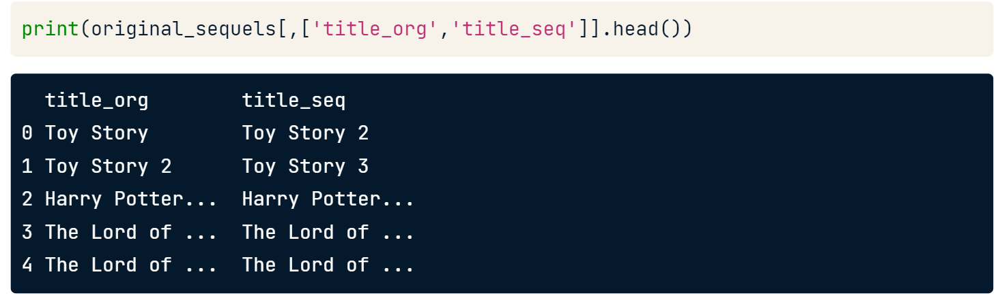 print(original_sequels[,['title_org','title_seq']].head())
title_org title_seq
0 Toy Story Toy Story 2
1 Toy Story 2 Toy Story 3
2 Harry Potter... Harry Potter...
3 The Lord of ... The Lord of ...
4 The Lord of ... The Lord of ...